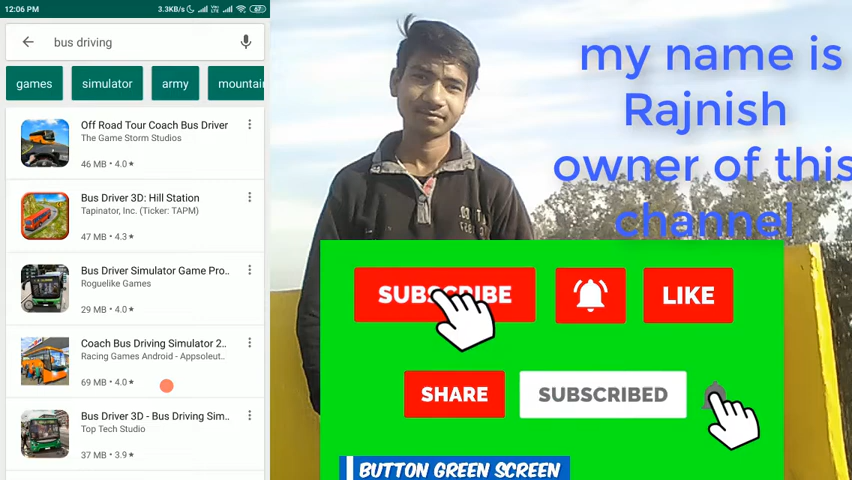 12:06 PM
3.3KB/s
67
bus driving
games
simulator
army
mountain
Off Road Tour Coach Bus Driver
The Game Storm Studios
46 MB • 4.0★
Bus Driver 3D: Hill Station
Tapinator, Inc. (Ticker: TAPM)
47 MB • 4.3★
Bus Driver Simulator Game Pro..
Roguelike Games
29 MB • 4.0★
Coach Bus Driving Simulator 2..
Racing Games Android - Appsoleut..
69 MB • 4.0★
Bus Driver 3D - Bus Driving Sim..
Top Tech Studio
37 MB • 3.9★
my name is
Rajnish
owner of this
channel
SUBSCRIBE
LIKE
SHARE
SUBSCRIBED
BUTTON GREEN SCREEN